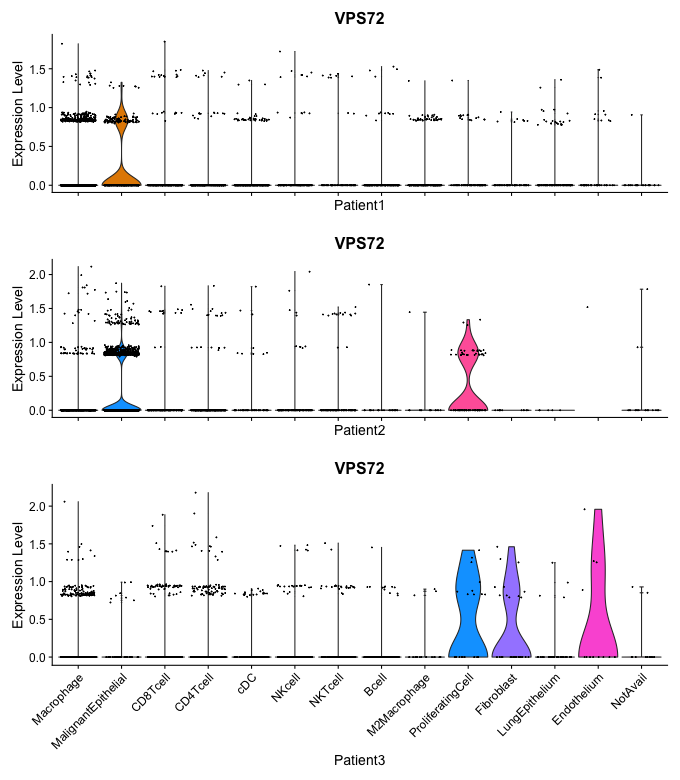 VPS72
Expression Level
1.5
1.0
0.5
0.0
Patient1
VPS72
Expression Level
2.0
1.5
1.0
0.5
0.0
Patient2
VPS72
Expression Level
2.0
1.5
1.0
0.5
0.0
Macrophage
MalignantEpithelial
CD8Tcell
CD4Tcell
cDC
NKcell
NKTcell
Bcell
M2Macrophage
ProliferatingCell
Fibroblast
LungEpithelium
Endothelium
NotAvail
Patient3